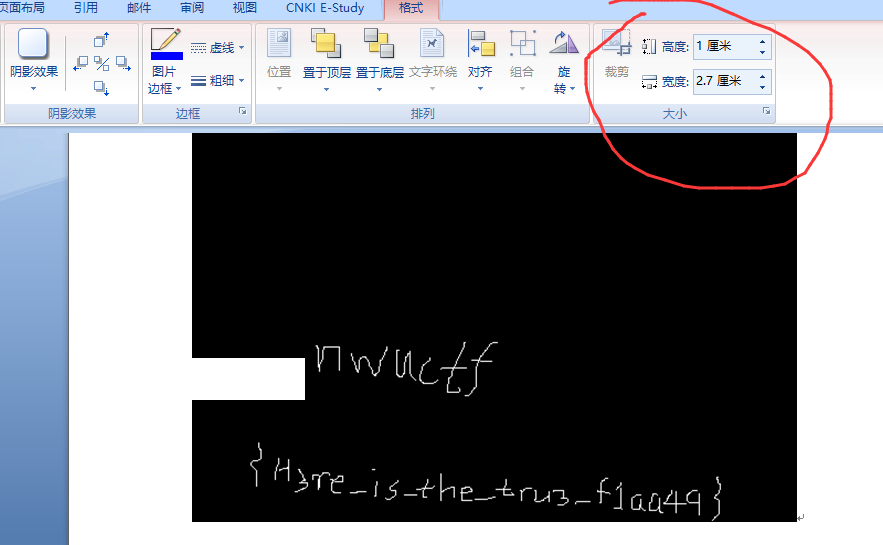 页面布局 引用 邮件 审阅 视图 CNKI E-Study 格式
虚线 高度: 1 厘米
阴影效果 图片 位置 置于顶层 置于底层 文字环绕 对齐 组合 旋 裁剪
边框 粗细 转 宽度: 2.7 厘米
阴影效果 边框 排列 大小
nwuctf
{H3re_is_the_tru3_f1aa49}